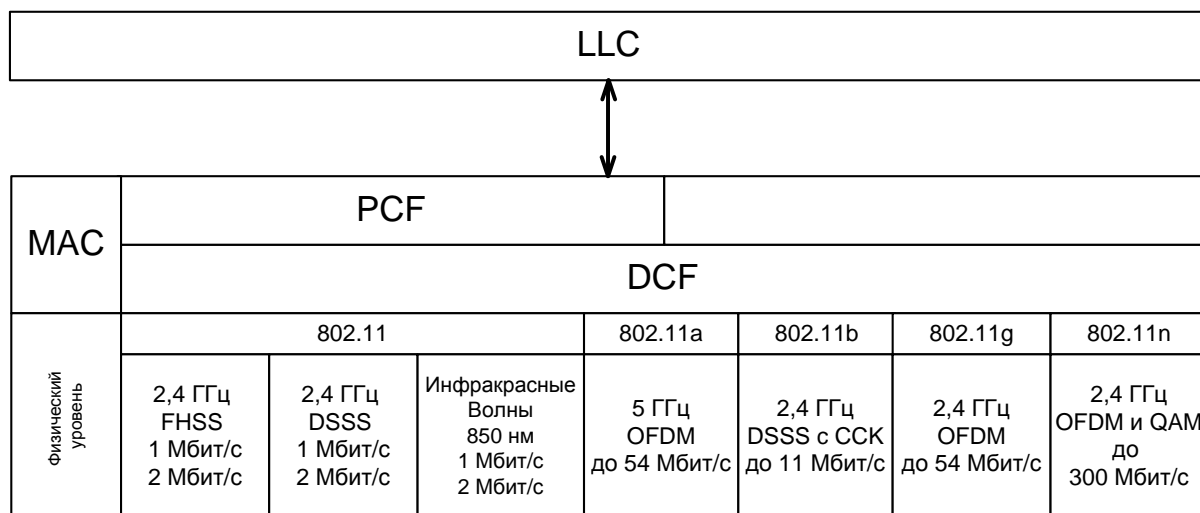 LLC
PCF
MAC
DCF
802.11
802.11a
802.11b
802.11g
802.11n
Физический
уровень
2,4 ГГц
FHSS
1 Мбит/с
2 Мбит/с
2,4 ГГц
DSSS
1 Мбит/с
2 Мбит/с
Инфракрасные
Волны
850 нм
1 Мбит/с
2 Мбит/с
5 ГГц
OFDM
до 54 Мбит/с
2,4 ГГц
DSSS с CCK
до 11 Мбит/с
2,4 ГГц
OFDM
до 54 Мбит/с
2,4 ГГц
OFDM и QAM
до
300 Мбит/с